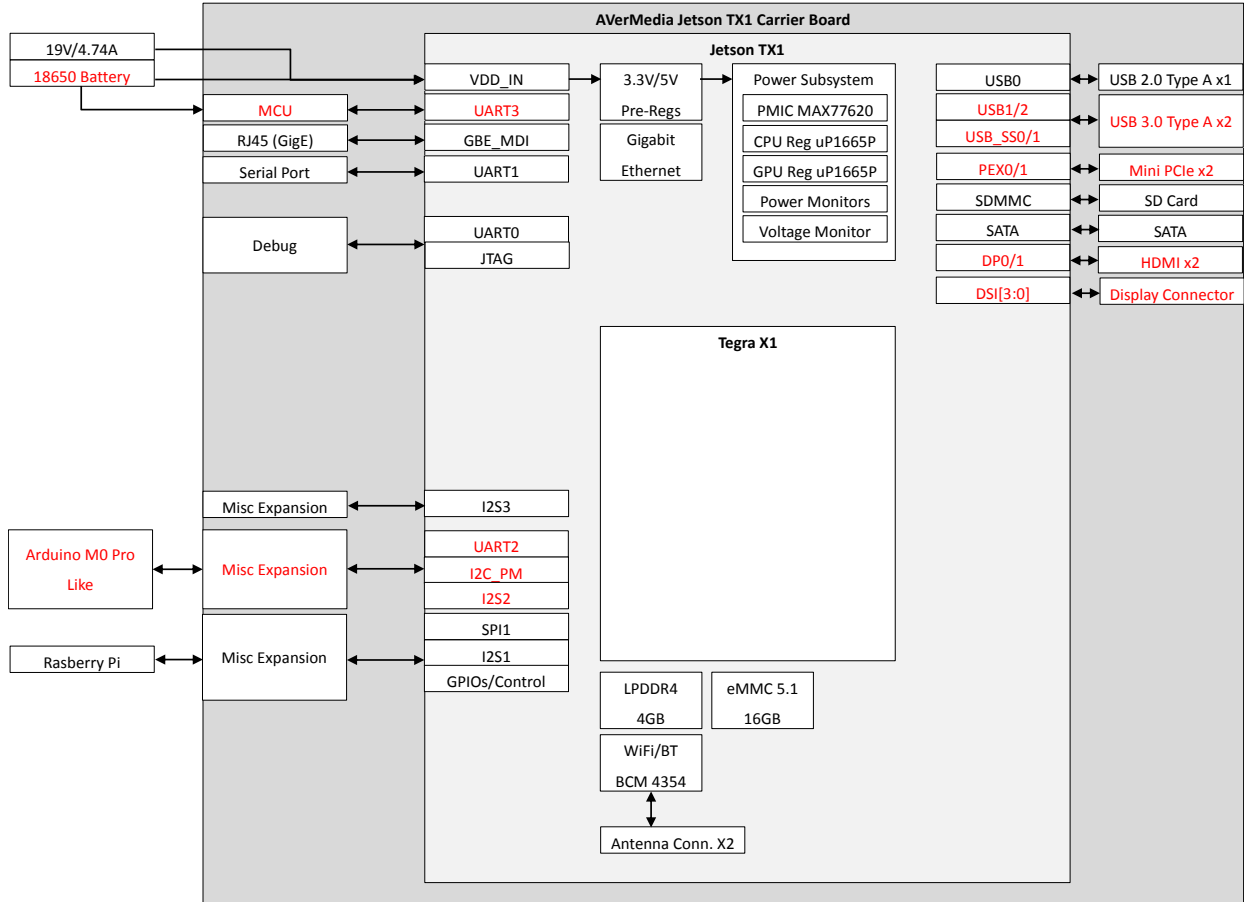 AVerMedia Jetson TX1 Carrier Board
Jetson TX1
19V/4.74A
18650 Battery
MCU
RJ45 (GigE)
Serial Port
Debug
Misc Expansion
Arduino M0 Pro
Like
Misc Expansion
Rasberry Pi
Misc Expansion
VDD_IN
UART3
GBE_MDI
UART1
UART0
JTAG
I2S3
UART2
I2C_PM
I2S2
SPI1
I2S1
GPIOs/Control
3.3V/5V
Pre-Regs
Gigabit
Ethernet
Power Subsystem
PMIC MAX77620
CPU Reg uP1665P
GPU Reg uP1665P
Power Monitors
Voltage Monitor
Tegra X1
LPDDR4
4GB
eMMC 5.1
16GB
WiFi/BT
BCM 4354
Antenna Conn. X2
USB0
USB1/2
USB_SS0/1
PEX0/1
SDMMC
SATA
DP0/1
DSI[3:0]
USB 2.0 Type A x1
USB 3.0 Type A x2
Mini PCIe x2
SD Card
SATA
HDMI x2
Display Connector